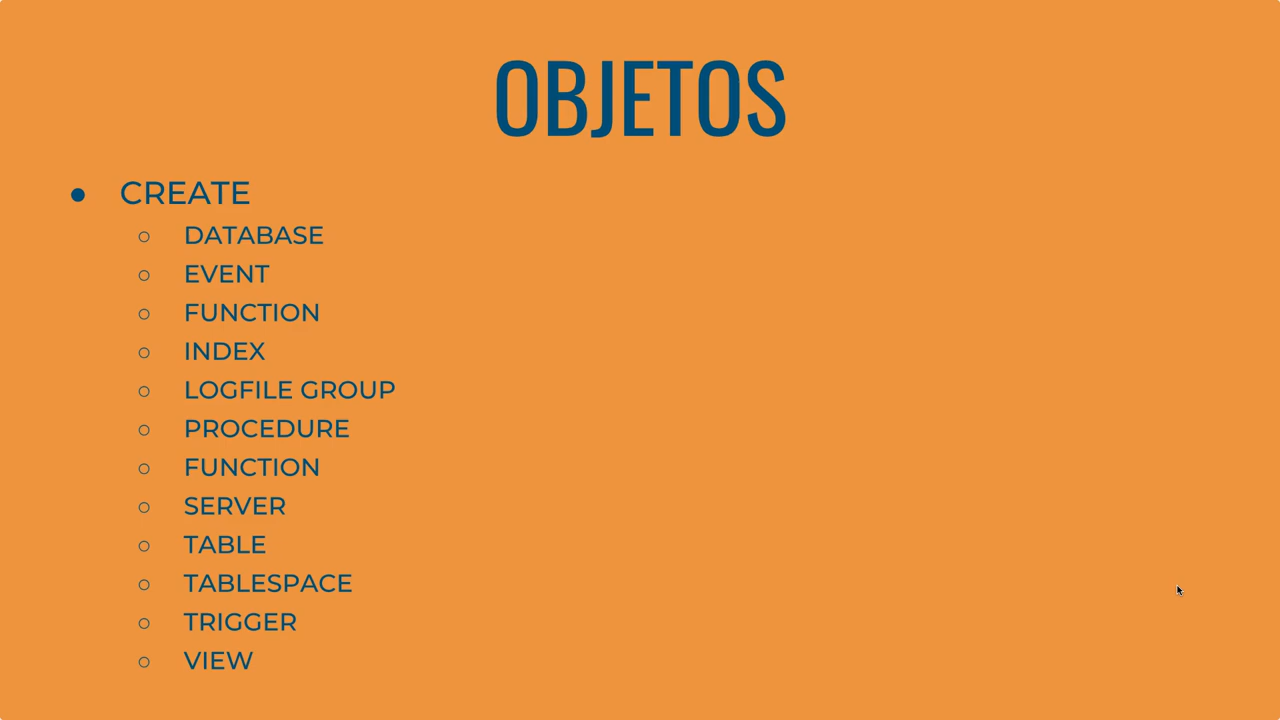 OBJETOS
● CREATE
○ DATABASE
○ EVENT
○ FUNCTION
○ INDEX
○ LOGFILE GROUP
○ PROCEDURE
○ FUNCTION
○ SERVER
○ TABLE
○ TABLESPACE
○ TRIGGER
○ VIEW